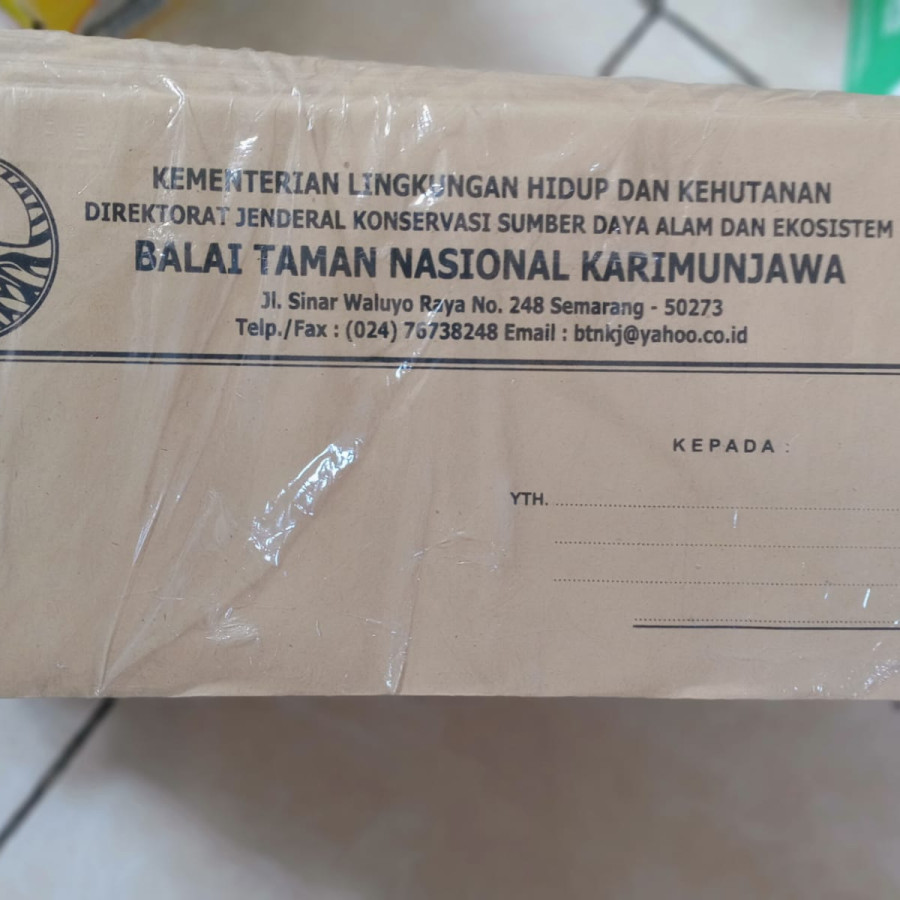 KEMENTERIAN LINGKUNGAN HIDUP DAN KEHUTANAN
DIREKTORAT JENDERAL KONSERVASI SUMBER DAYA ALAM DAN EKOSISTEM
BALAI TAMAN NASIONAL KARIMUNJAWA
Jl. Sinar Waluyo Raya No. 248 Semarang - 50273
Telp./Fax : (024) 76738248 Email : btnkj@yahoo.co.id
KEPADA :
YTH.